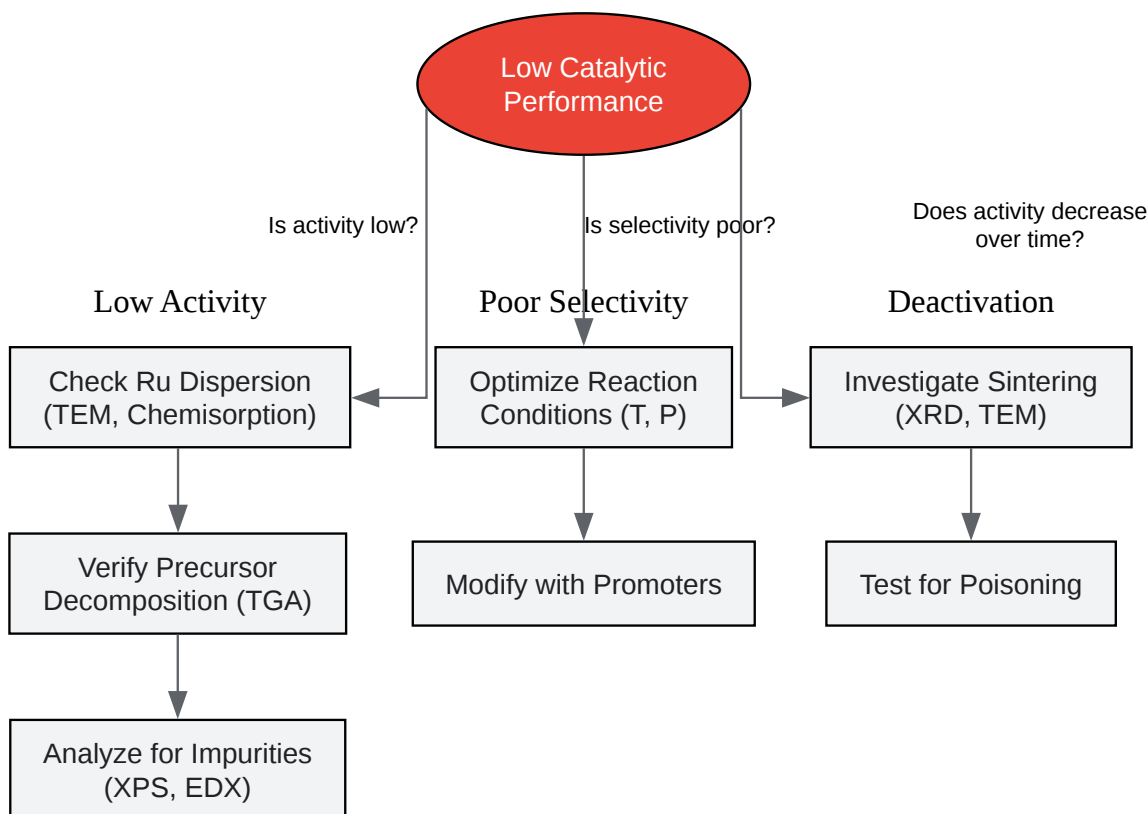 Low Catalytic
Performance
Is activity low?
Is selectivity poor?
Does activity decrease
over time?
Low Activity
Poor Selectivity
Deactivation
Check Ru Dispersion
(TEM, Chemisorption)
Optimize Reaction
Conditions (T, P)
Investigate Sintering
(XRD, TEM)
Verify Precursor
Decomposition (TGA)
Modify with Promoters
Test for Poisoning
Analyze for Impurities
(XPS, EDX)